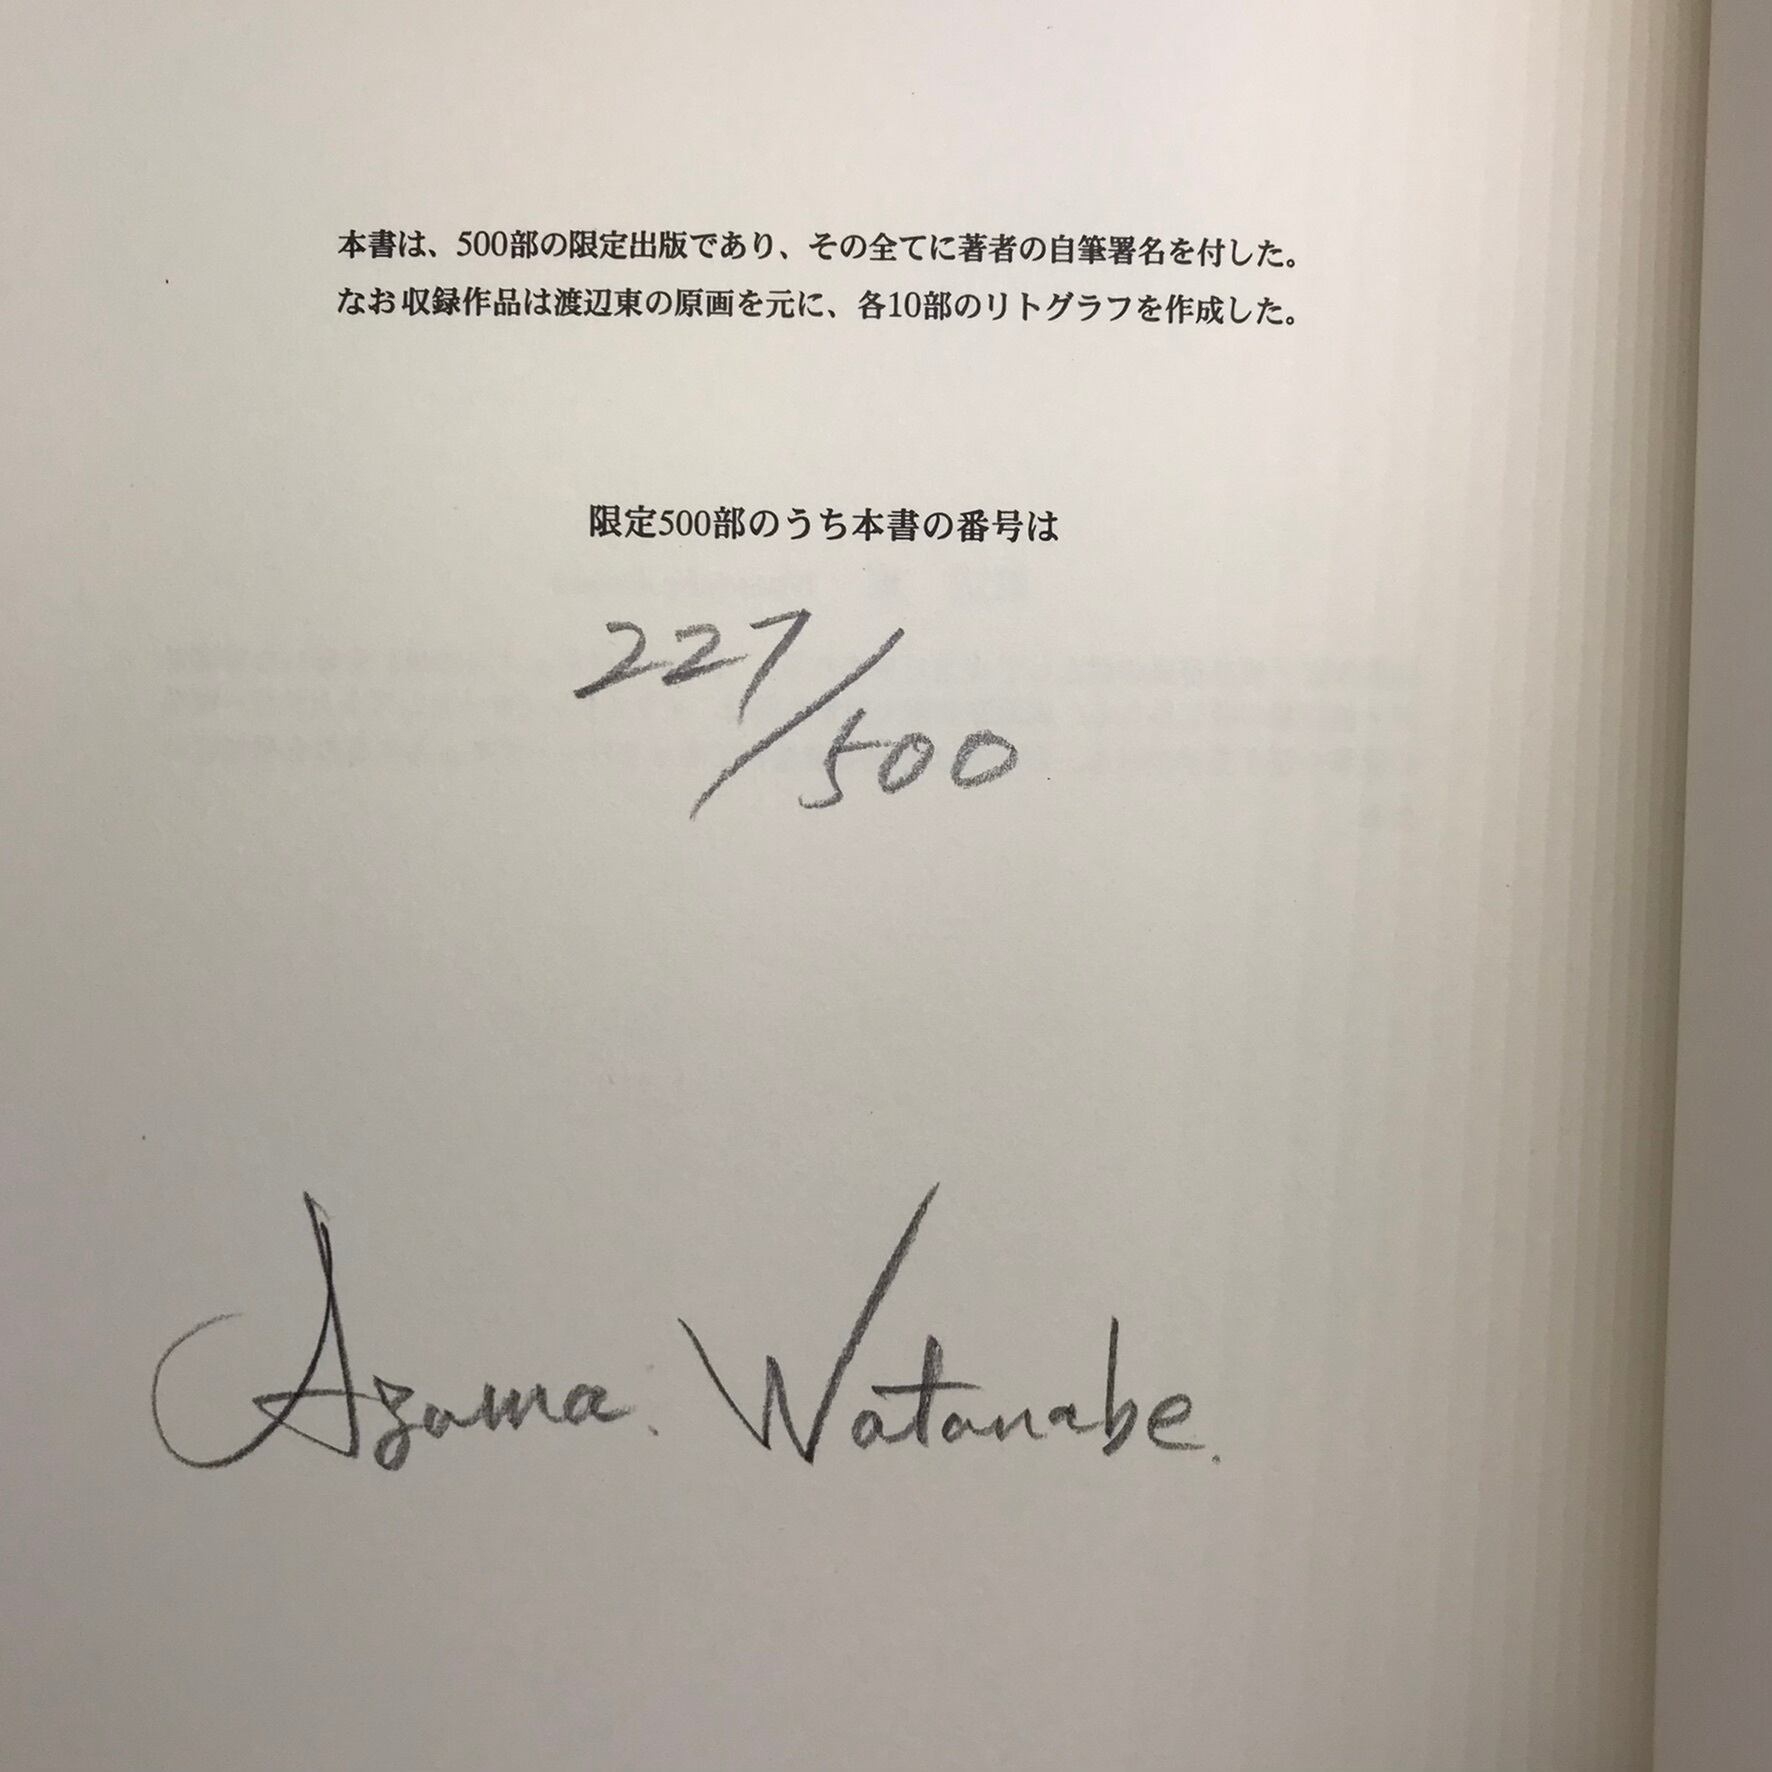 本書は、500部の限定出版であり、その全てに著者の自筆署名を付した。
なお収録作品は渡辺東の原画を元に、各10部のリトグラフを作成した。
限定500部のうち本書の番号は
227/500
Azuma. Watanabe.